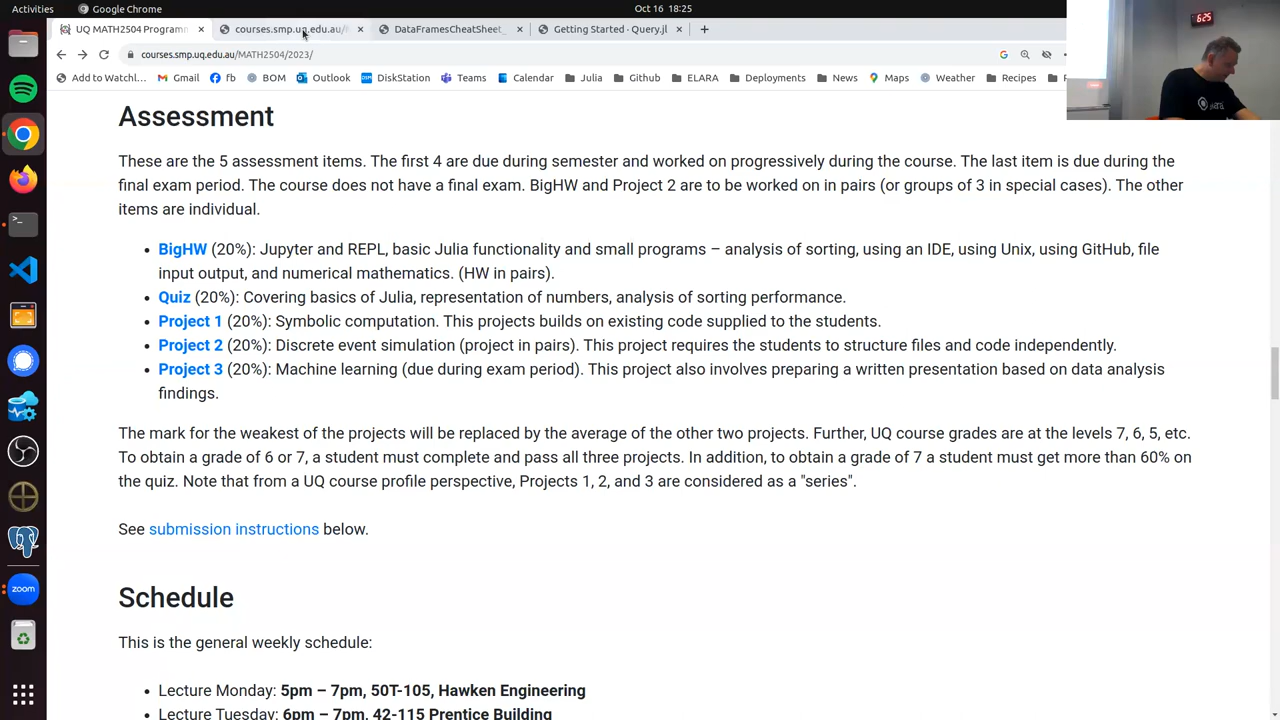 Activities
Google Chrome
Oct 16 18:25
UQ MATH2504 Programm
courses.smp.uq.edu.au/
DataFramesCheatSheet_
Getting Started · Query.jl
courses.smp.uq.edu.au/MATH2504/2023/
Add to Watchl... Gmail fb BOM Outlook DiskStation Teams Calendar Julia Github ELARA Deployments News Maps Weather Recipes
6:25
Assessment
These are the 5 assessment items. The first 4 are due during semester and worked on progressively during the course. The last item is due during the
final exam period. The course does not have a final exam. BigHW and Project 2 are to be worked on in pairs (or groups of 3 in special cases). The other
items are individual.
• BigHW (20%): Jupyter and REPL, basic Julia functionality and small programs – analysis of sorting, using an IDE, using Unix, using GitHub, file
input output, and numerical mathematics. (HW in pairs).
• Quiz (20%): Covering basics of Julia, representation of numbers, analysis of sorting performance.
• Project 1 (20%): Symbolic computation. This projects builds on existing code supplied to the students.
• Project 2 (20%): Discrete event simulation (project in pairs). This project requires the students to structure files and code independently.
• Project 3 (20%): Machine learning (due during exam period). This project also involves preparing a written presentation based on data analysis
findings.
The mark for the weakest of the projects will be replaced by the average of the other two projects. Further, UQ course grades are at the levels 7, 6, 5, etc.
To obtain a grade of 6 or 7, a student must complete and pass all three projects. In addition, to obtain a grade of 7 a student must get more than 60% on
the quiz. Note that from a UQ course profile perspective, Projects 1, 2, and 3 are considered as a "series".
See submission instructions below.
Schedule
This is the general weekly schedule:
• Lecture Monday: 5pm – 7pm, 50T-105, Hawken Engineering
• Lecture Tuesday: 6pm – 7pm, 42-115 Prentice Building
zoom